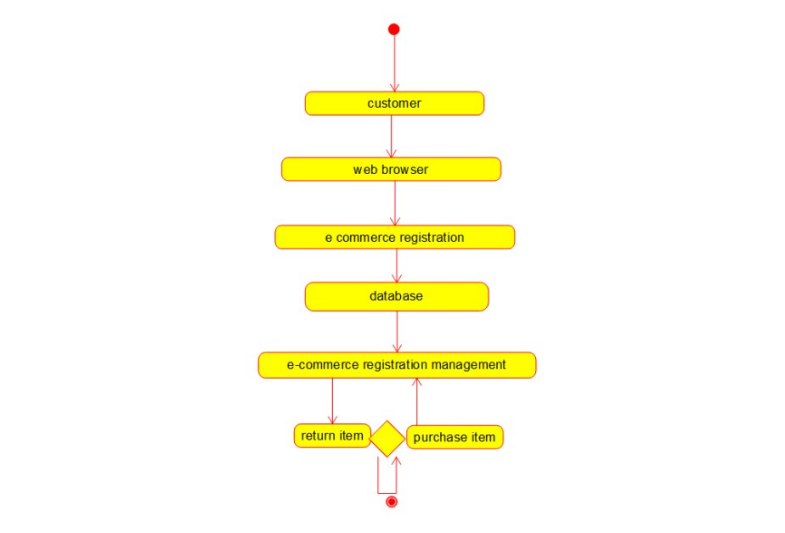 customer
web browser
e commerce registration
database
e-commerce registration management
return item
purchase item